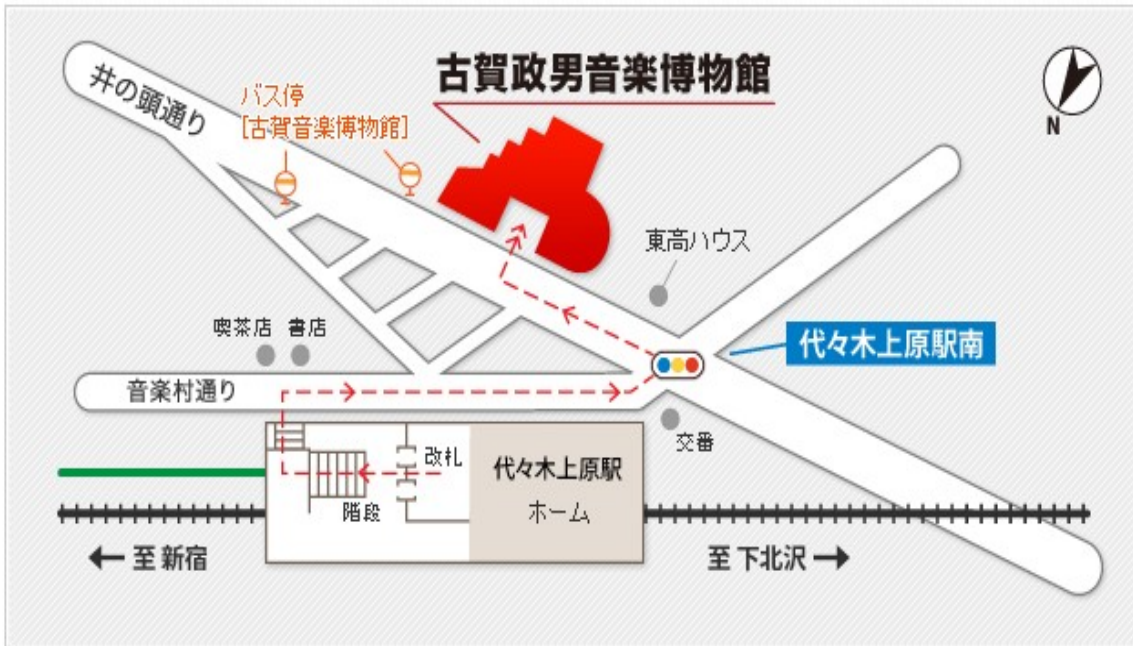 古賀政男音楽博物館
井の頭通り
バス停
[古賀音楽博物館]
N
東高ハウス
喫茶店
書店
代々木上原駅南
音楽村通り
交番
改札
代々木上原駅
ホーム
階段
←至 新宿
至 下北沢→